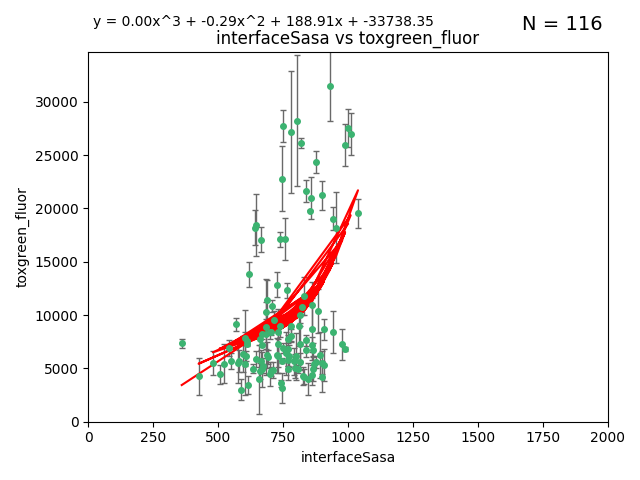 y = 0.00x^3 + -0.29x^2 + 188.91x + -33738.35
N = 116
interfaceSasa vs toxgreen_fluor
30000
25000
20000
15000
10000
5000
0
toxgreen_fluor
0 250 500 750 1000 1250 1500 1750 2000
interfaceSasa